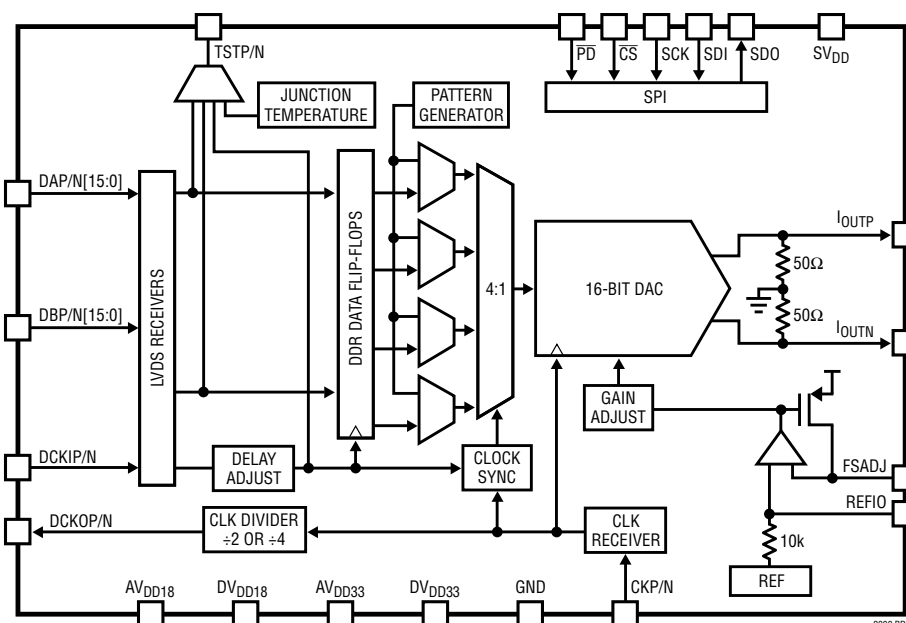 TSTP/N
PD
CS
SCK
SDI
SDO
SVDD
JUNCTION
TEMPERATURE
PATTERN
GENERATOR
SPI
DAP/N[15:0]
DBP/N[15:0]
LVDS RECEIVERS
DDR DATA FLIP-FLOPS
4:1
16-BIT DAC
IOUTP
50Ω
50Ω
IOUTN
GAIN
ADJUST
DCKIP/N
DELAY
ADJUST
CLOCK
SYNC
FSADJ
REFIO
DCKOP/N
CLK DIVIDER
÷2 OR ÷4
CLK
RECEIVER
10k
REF
AVDD18
DVDD18
AVDD33
DVDD33
GND
CKP/N